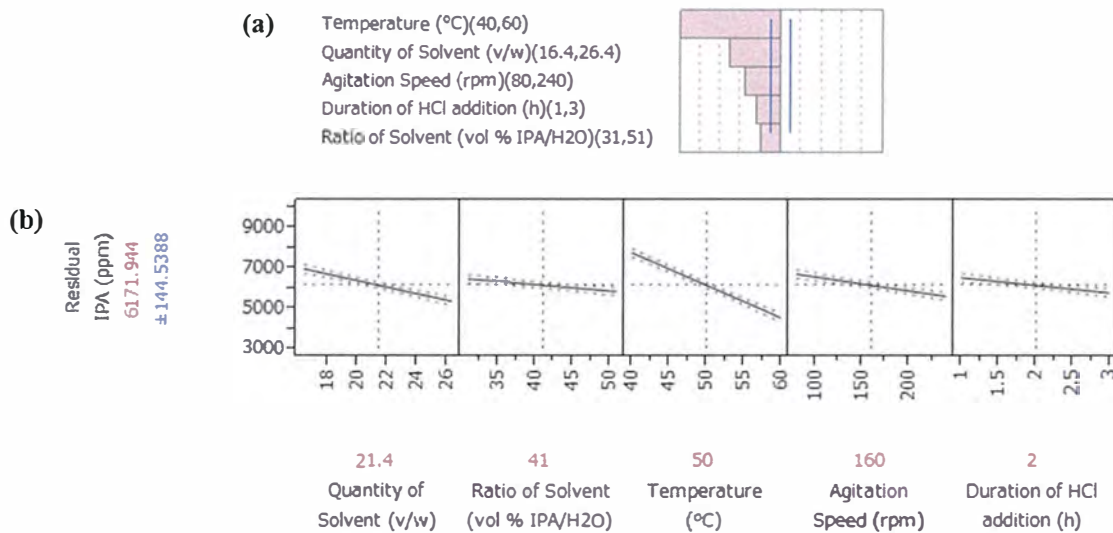 (a)
Temperature (°C)(40,60)
Quantity of Solvent (v/w)(16.4,26.4)
Agitation Speed (rpm)(80,240)
Duration of HCl addition (h)(1,3)
Ratio of Solvent (vol % IPA/H2O)(31,51)
(b)
Residual
IPA (ppm)
6171.944
±144.5388
9000
7000
5000
3000
18 20 22 24 26
35 40 45 50
40 45 50 55 60
100 150 200
1 1.5 2 2.5 3
21.4 41 50 160 2
Quantity of Ratio of Solvent Temperature Agitation Duration of HCl
Solvent (v/w) (vol % IPA/H2O) (°C) Speed (rpm) addition (h)